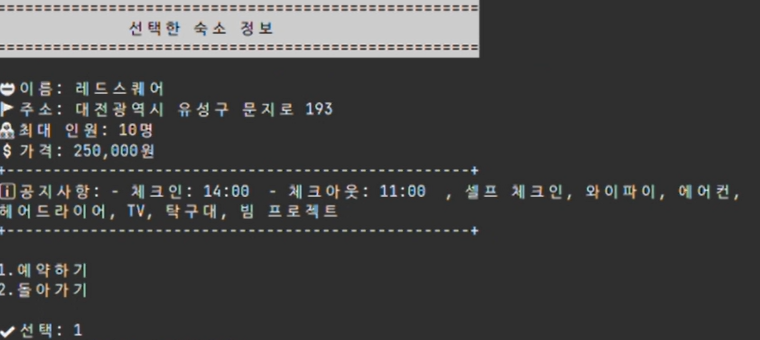 ============================================================
선택한 숙소 정보
============================================================
이름: 레드스퀘어
주소: 대전광역시 유성구 문지로 193
최대 인원: 10명
$ 가격: 250,000원
+--------------------------------------------------+
i 공지사항: - 체크인: 14:00 - 체크아웃: 11:00 , 셀프 체크인, 와이파이, 에어컨,
헤어드라이어, TV, 탁구대, 빔 프로젝트
+--------------------------------------------------+
1.예약하기
2.돌아가기
✔선택: 1